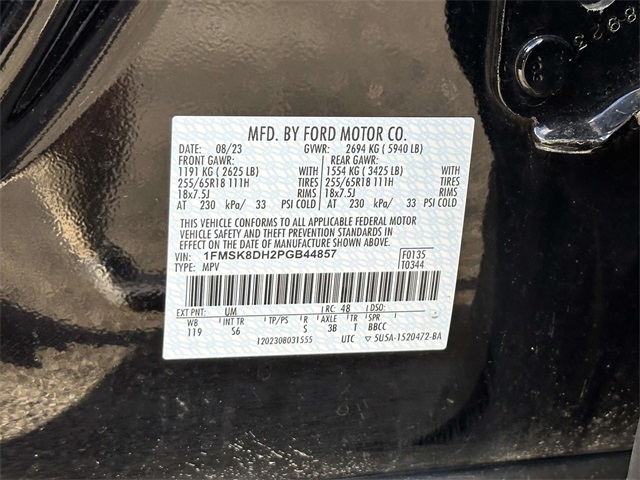 MFD. BY FORD MOTOR CO.
DATE: 08/23 GVWR: 2694 KG ( 5940 LB)
FRONT GAWR: REAR GAWR:
1191 KG ( 2625 LB) WITH 1554 KG ( 3425 LB) WITH
255/65R18 111H TIRES 255/65R18 111H TIRES
18x7.5J RIMS 18x7.5J RIMS
AT 230 kPa/ 33 PSI COLD AT 230 kPa/ 33 PSI COLD
THIS VEHICLE CONFORMS TO ALL APPLICABLE FEDERAL MOTOR
VEHICLE SAFETY AND THEFT PREVENTION STANDARDS IN
EFFECT ON THE DATE OF MANUFACTURE SHOWN ABOVE.
VIN: 1FMSK8DH2PGB44857 F0135
TYPE: MPV T0344
EXT PNT: UM RC: 48 DSO:
WB INT TR TP/PS R AXLE TR SPR
119 S6 S 3B T BBCC
1202308031555 UTC ▽ 5U5A-1520472-BA